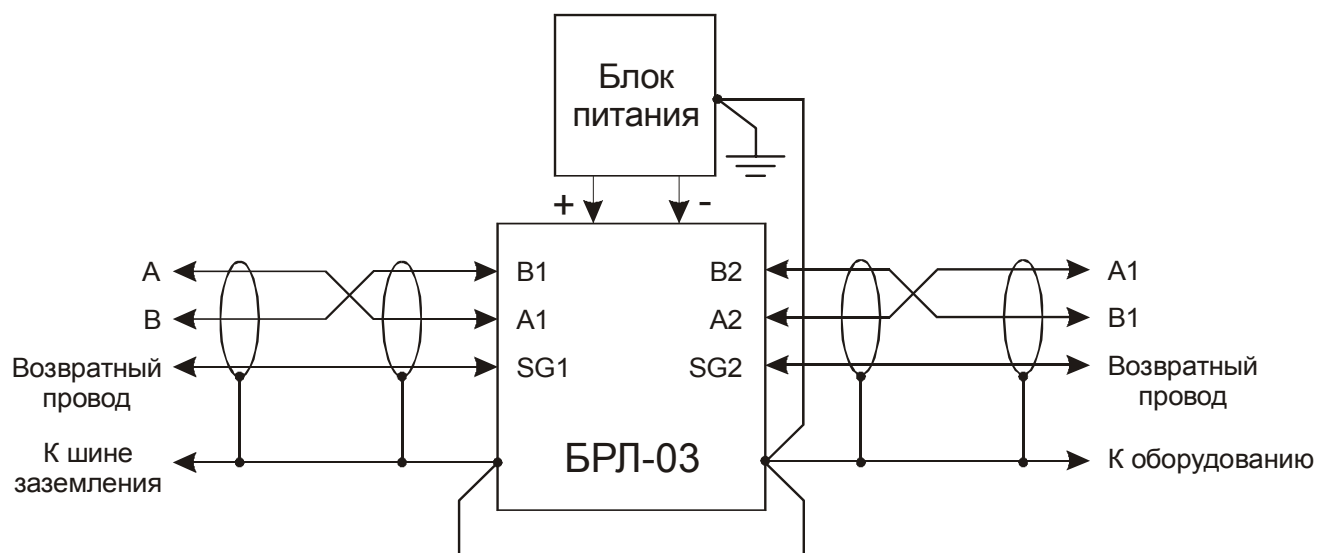 Блок
питания
+ -
A
B1
B2
A1
B
A1
A2
B1
Возвратный
провод
SG1
SG2
Возвратный
провод
К шине
заземления
БРЛ-03
К оборудованию